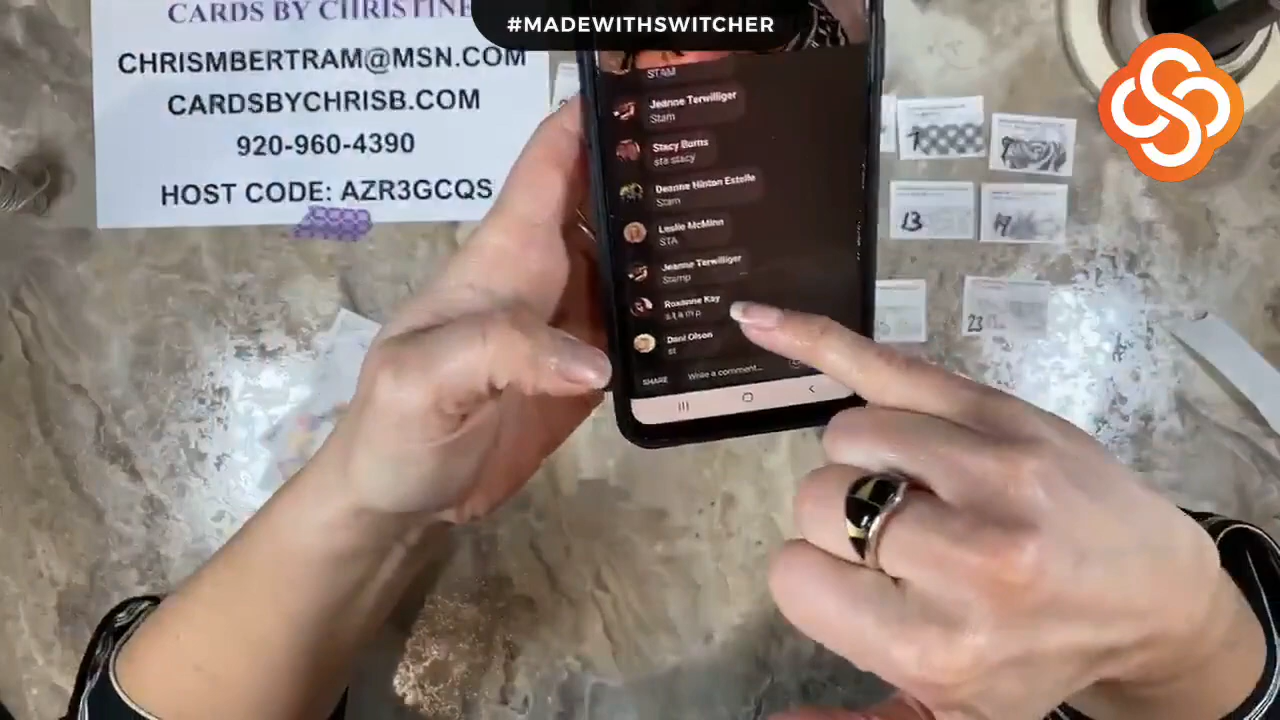 #MADEWITHSWITCHER
CARDS BY CHRISTINE
CHRISMBERTRAM@MSN.COM
CARDSBYCHRISB.COM
920-960-4390
HOST CODE: AZR3GCQS
STAM
Jeanne Terwilliger
Stam
Stacy Burns
sta stacy
Deanne Hinton Estelle
Stam
Leslie McMinn
STA
Jeanne Terwilliger
Stamp
Roxanne Kay
s t a m p
Dani Olson
st
SHARE
Write a comment...
13
23